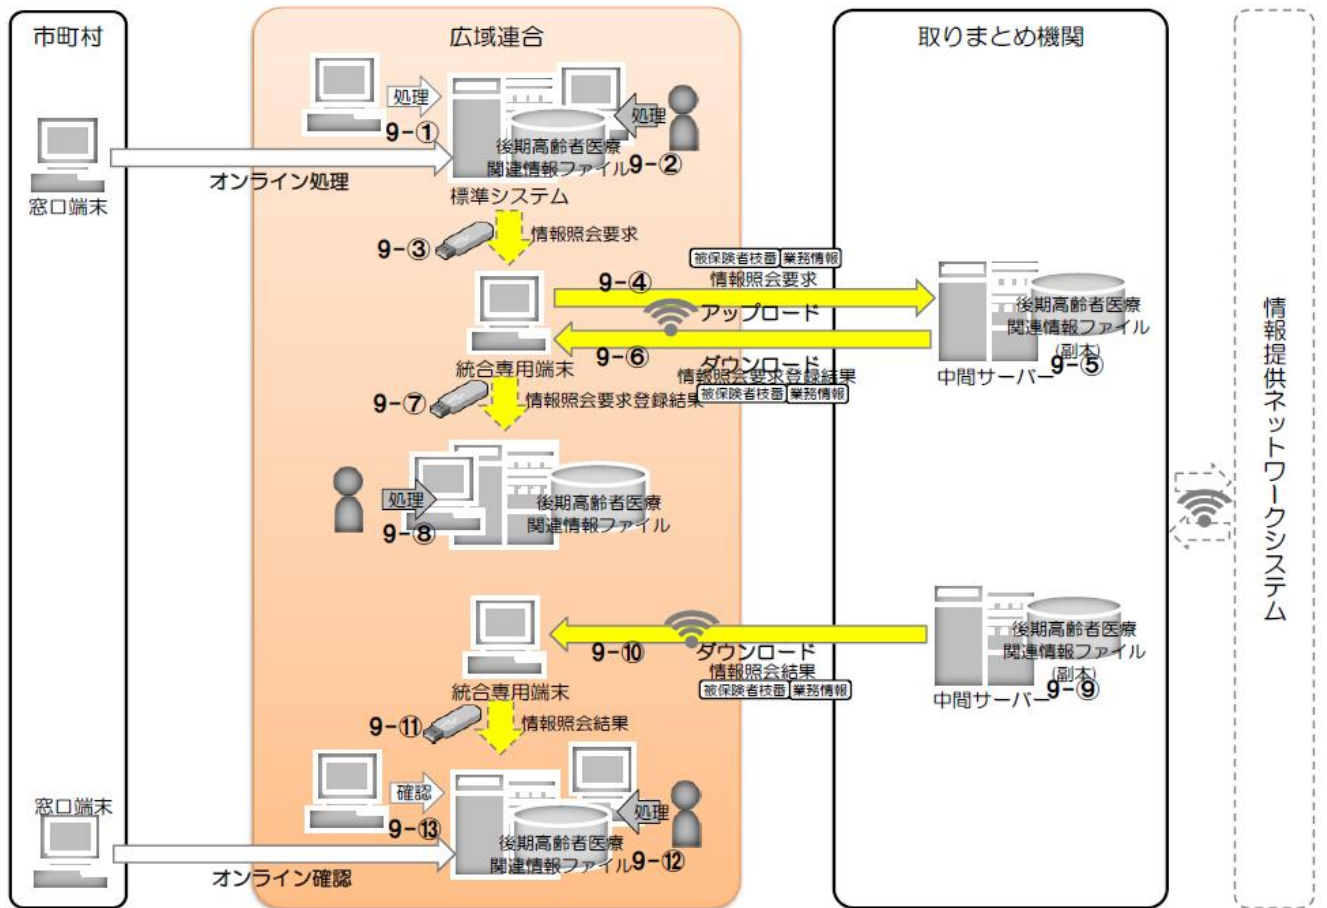 市町村
広域連合
取りまとめ機関
処理
9-①
処理
後期高齢者医療
関連情報ファイル
9-②
窓口端末
オンライン処理
標準システム
9-③
情報照会要求
9-④
被保険者枝番
業務情報
情報照会要求
アップロード
後期高齢者医療
関連情報ファイル
(副本)
9-⑤
中間サーバー
9-⑥
ダウンロード
情報照会要求登録結果
被保険者枝番
業務情報
統合専用端末
9-⑦
情報照会要求登録結果
処理
9-⑧
後期高齢者医療
関連情報ファイル
情報提供ネットワークシステム
9-⑩
ダウンロード
情報照会結果
被保険者枝番
業務情報
後期高齢者医療
関連情報ファイル
(副本)
9-⑨
中間サーバー
統合専用端末
9-⑪
情報照会結果
確認
9-⑬
処理
後期高齢者医療
関連情報ファイル
9-⑫
窓口端末
オンライン確認